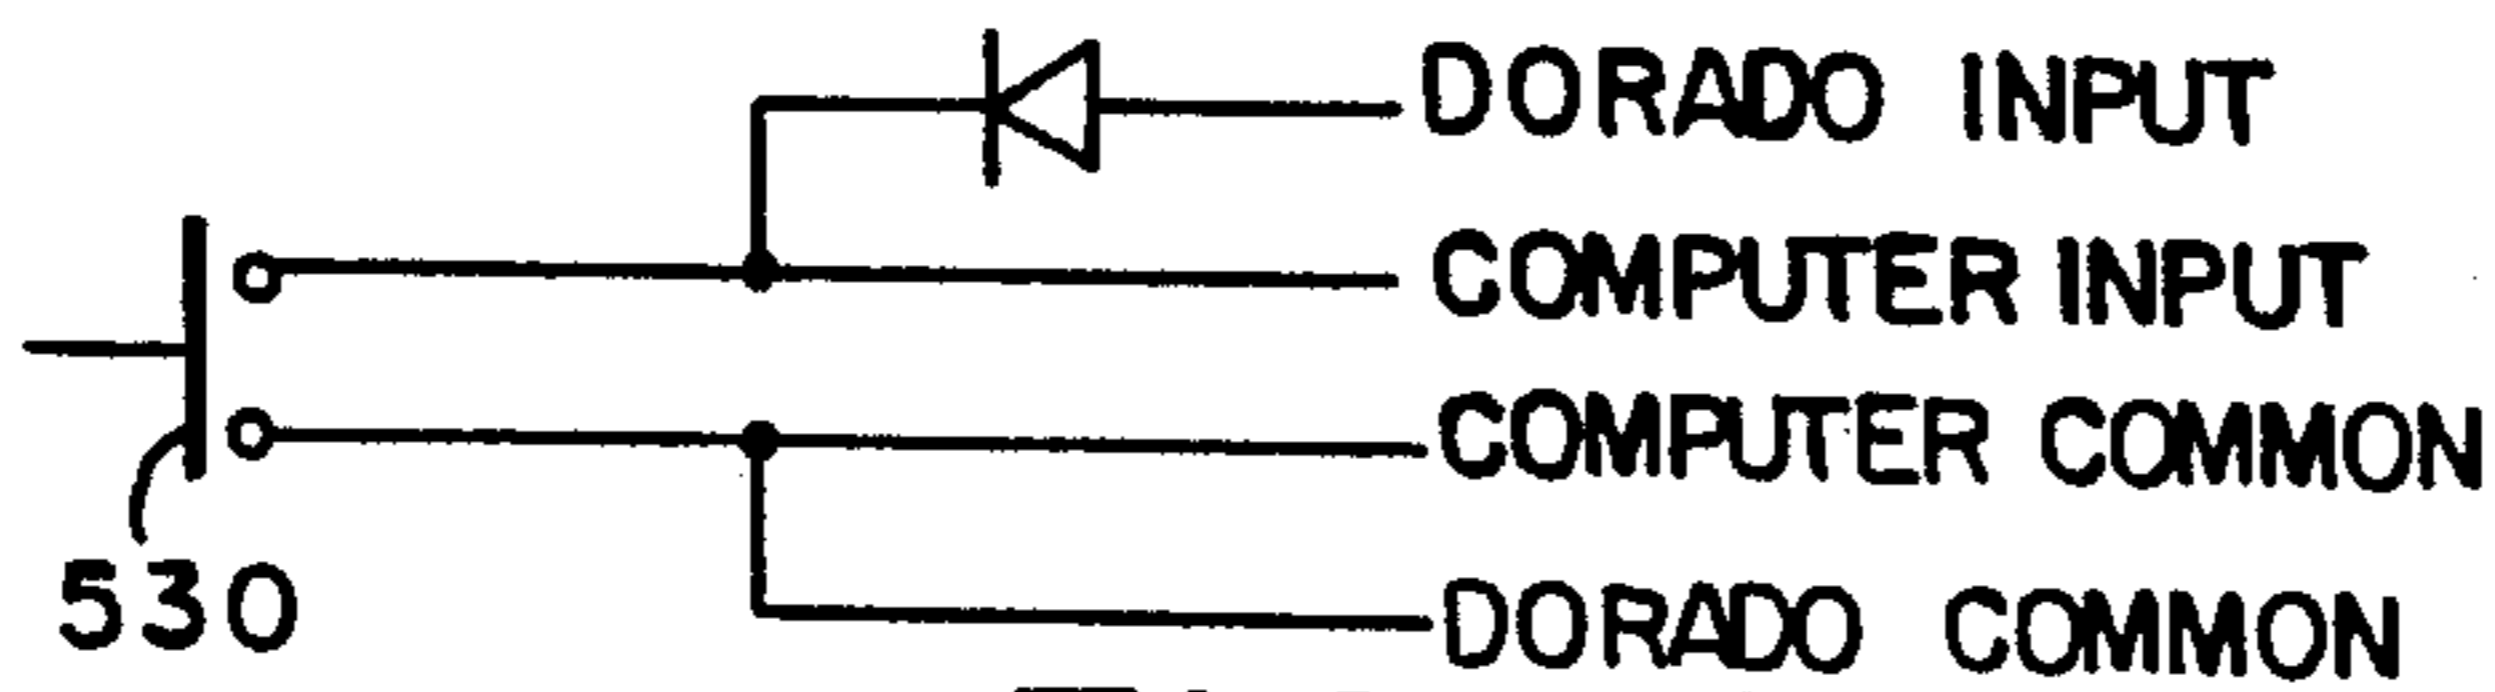 DORADO INPUT
COMPUTER INPUT
COMPUTER COMMON
DORADO COMMON
530